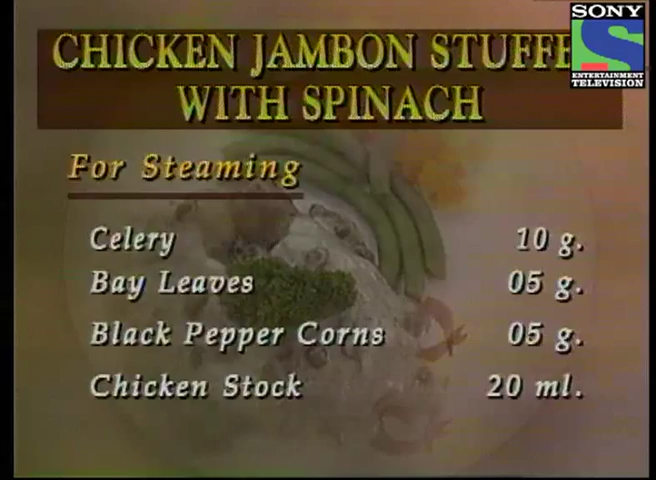 CHICKEN JAMBON STUFFE
WITH SPINACH
SONY
ENTERTAINMENT
TELEVISION
For Steaming
Celery 10 g.
Bay Leaves 05 g.
Black Pepper Corns 05 g.
Chicken Stock 20 ml.